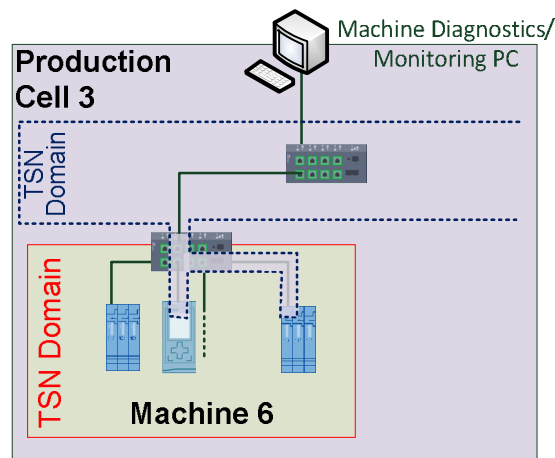 Machine Diagnostics/
Monitoring PC
Production
Cell 3
TSN
Domain
TSN Domain
Machine 6